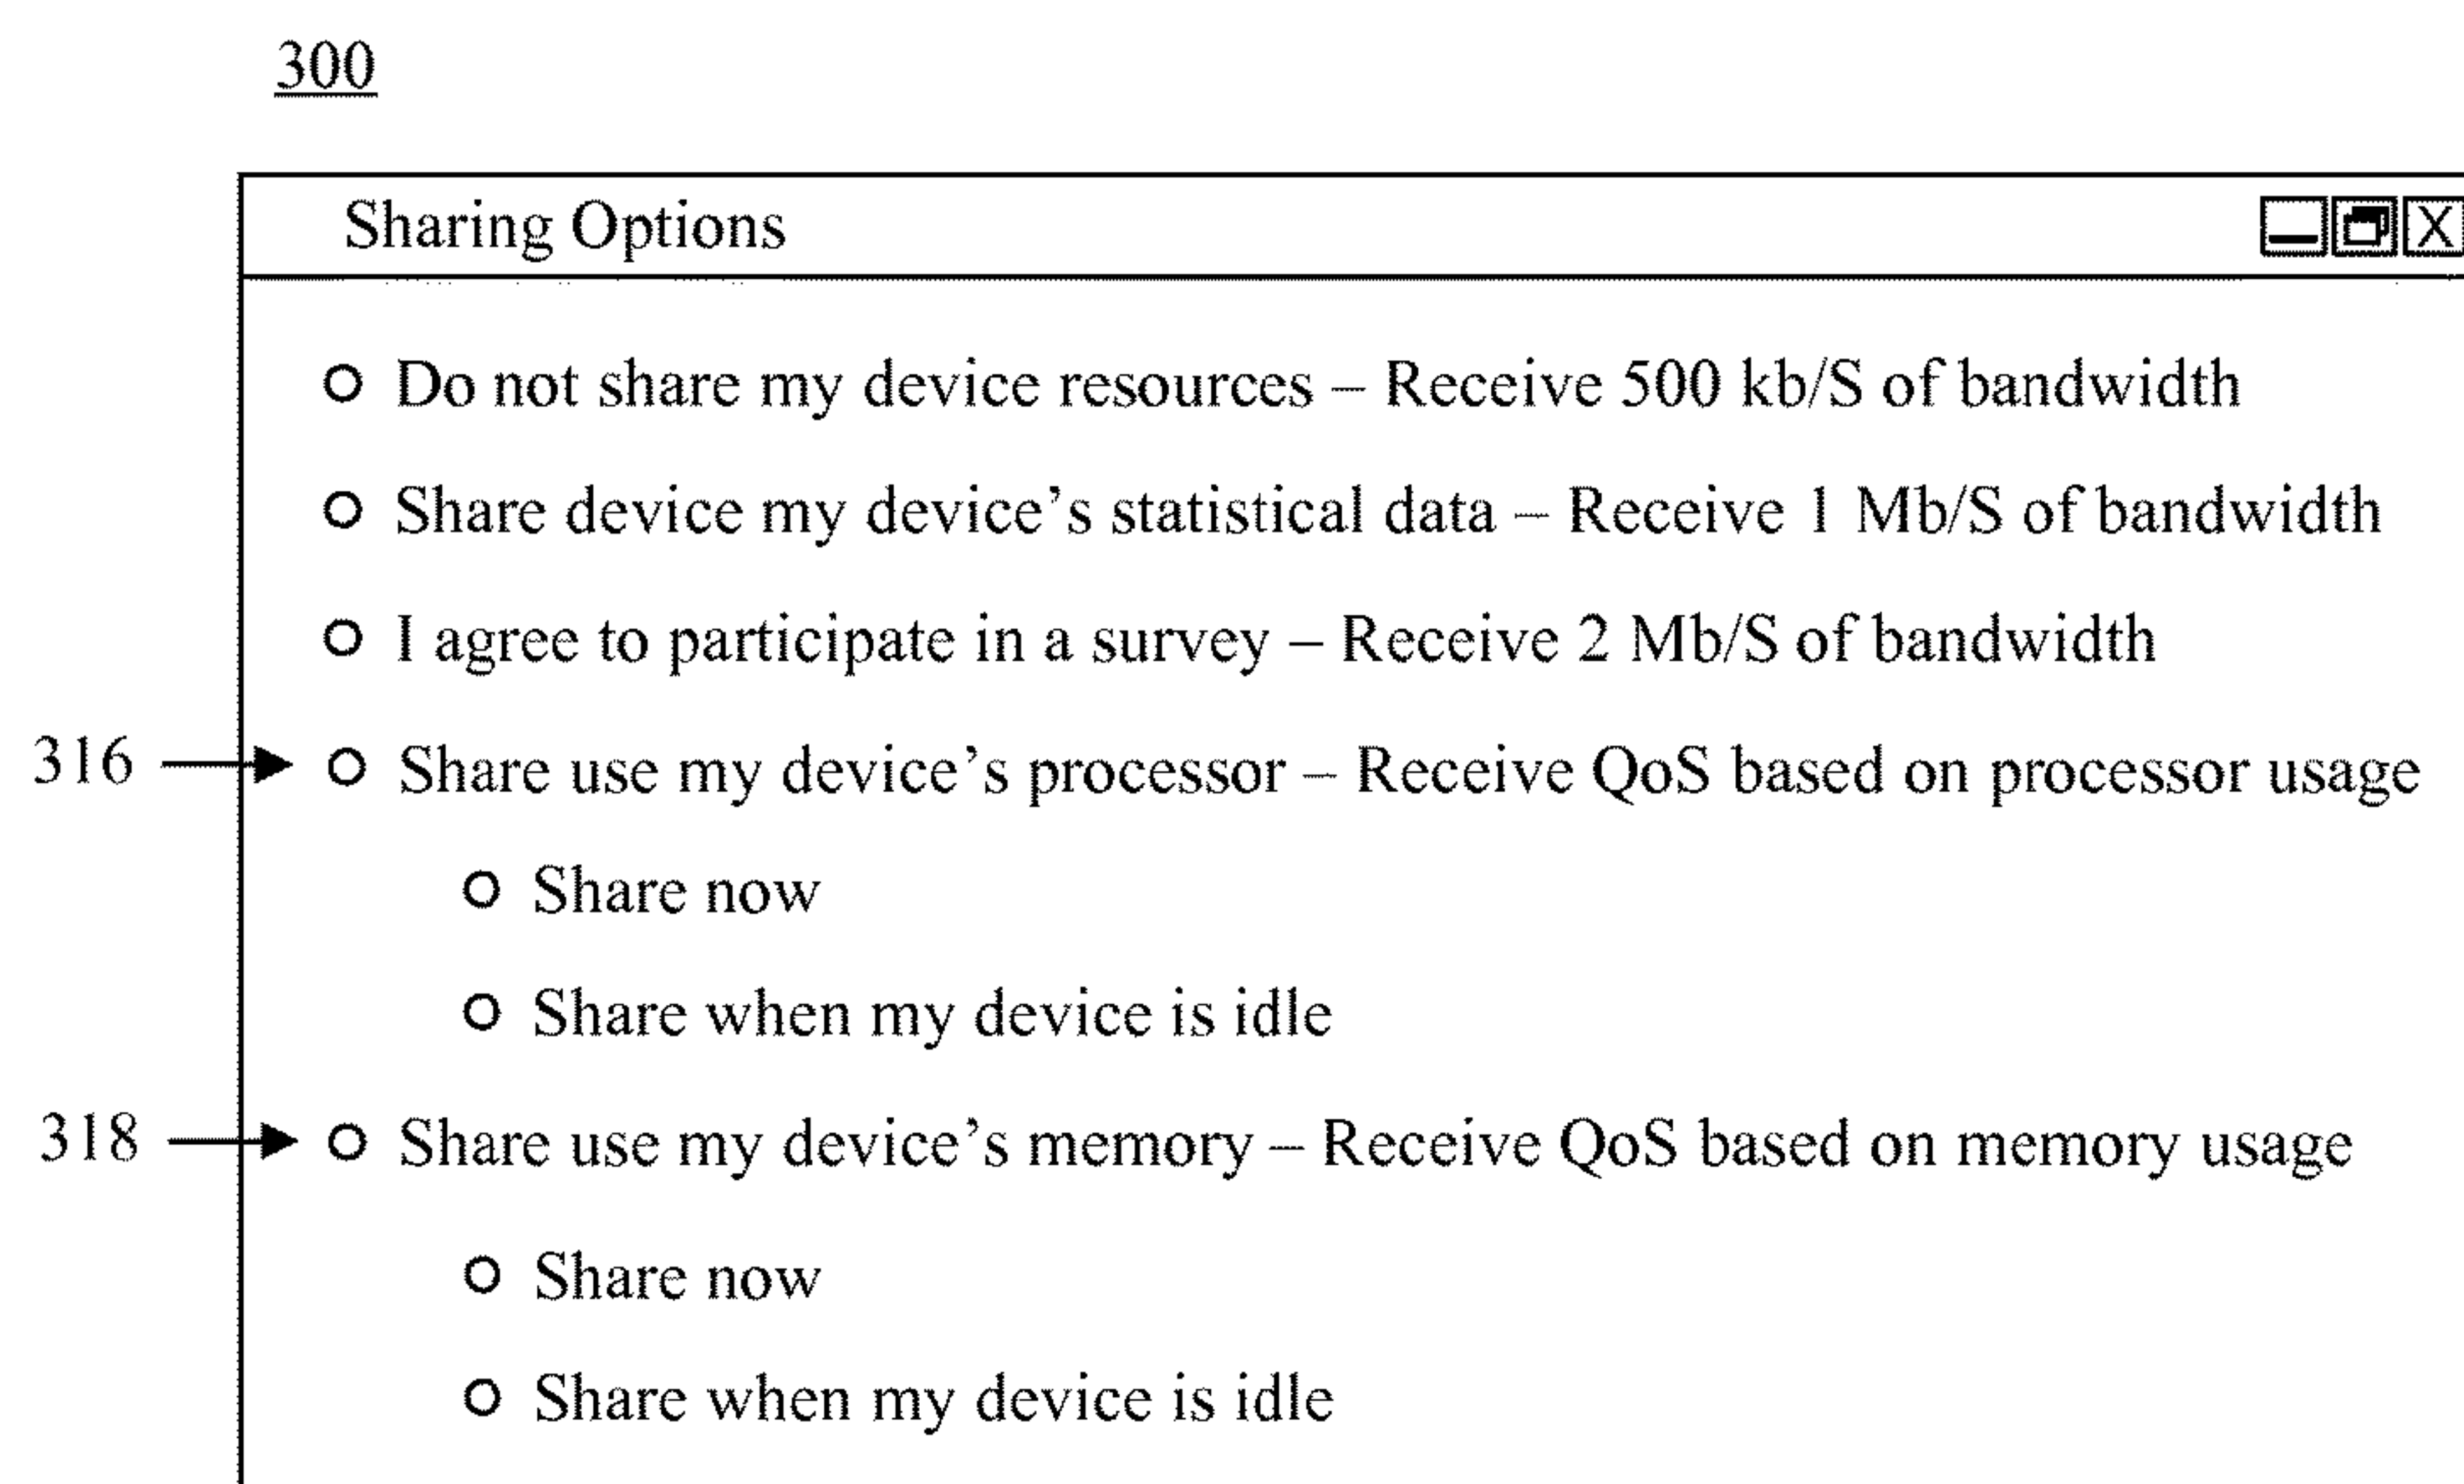 300
Sharing Options X
Do not share my device resources – Receive 500 kb/S of bandwidth
Share device my device's statistical data – Receive 1 Mb/S of bandwidth
I agree to participate in a survey – Receive 2 Mb/S of bandwidth
316 Share use my device's processor – Receive QoS based on processor usage
Share now
Share when my device is idle
318 Share use my device's memory – Receive QoS based on memory usage
Share now
Share when my device is idle